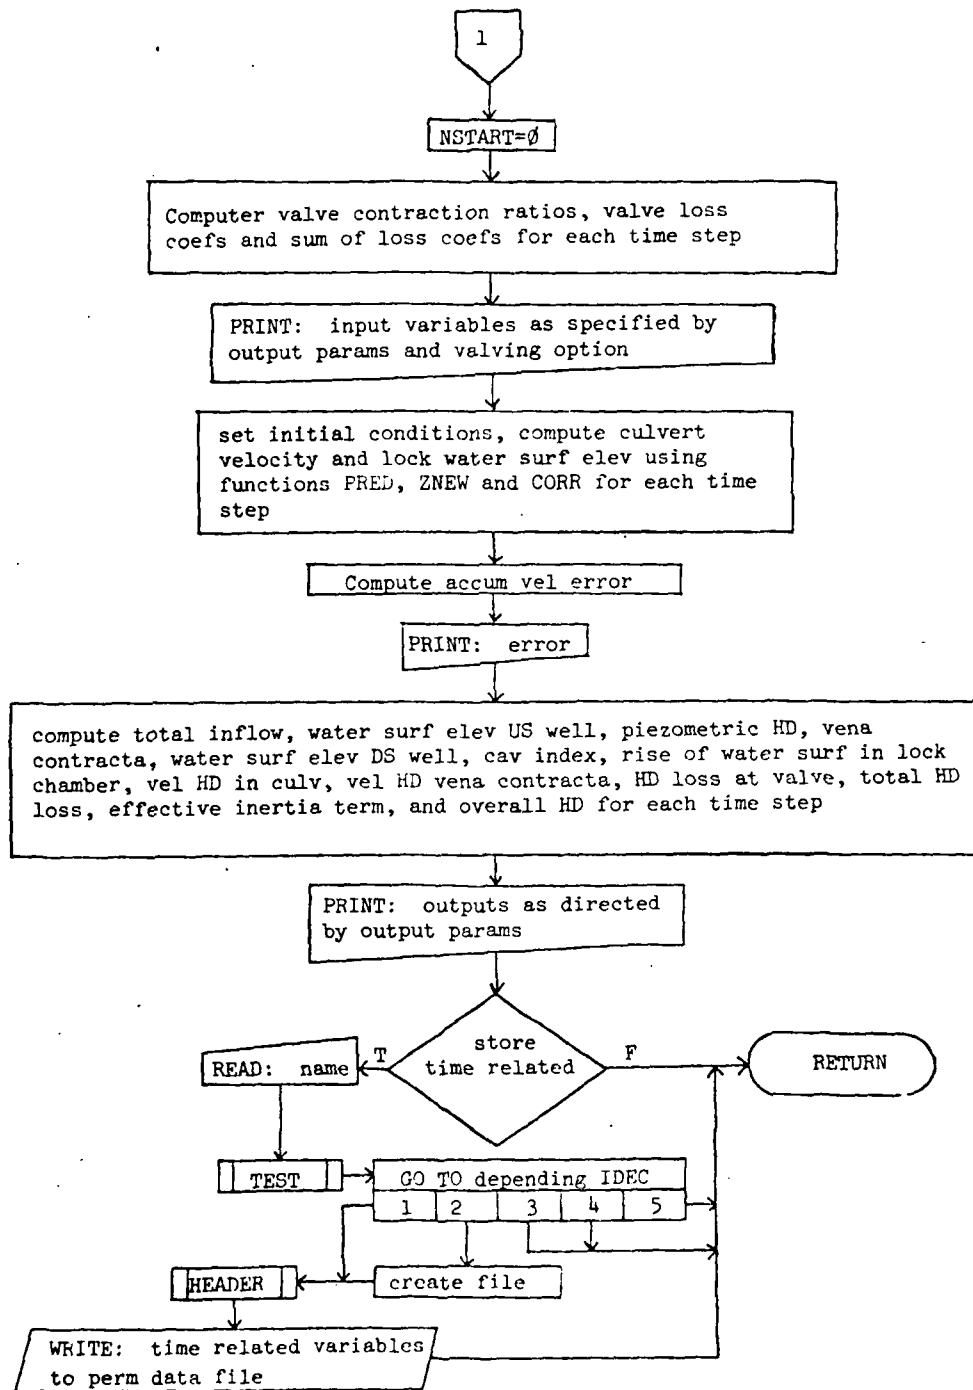 1
NSTART=Ø
Computer valve contraction ratios, valve loss
coefs and sum of loss coefs for each time step
PRINT: input variables as specified by
output params and valving option
set initial conditions, compute culvert
velocity and lock water surf elev using
functions PRED, ZNEW and CORR for each time
step
Compute accum vel error
PRINT: error
compute total inflow, water surf elev US well, piezometric HD, vena
contracta, water surf elev DS well, cav index, rise of water surf in lock
chamber, vel HD in culv, vel HD vena contracta, HD loss at valve, total HD
loss, effective inertia term, and overall HD for each time step
PRINT: outputs as directed
by output params
store
time related
T
F
READ: name
RETURN
TEST
GO TO depending IDEC
1 2 3 4 5
HEADER
create file
WRITE: time related variables
to perm data file